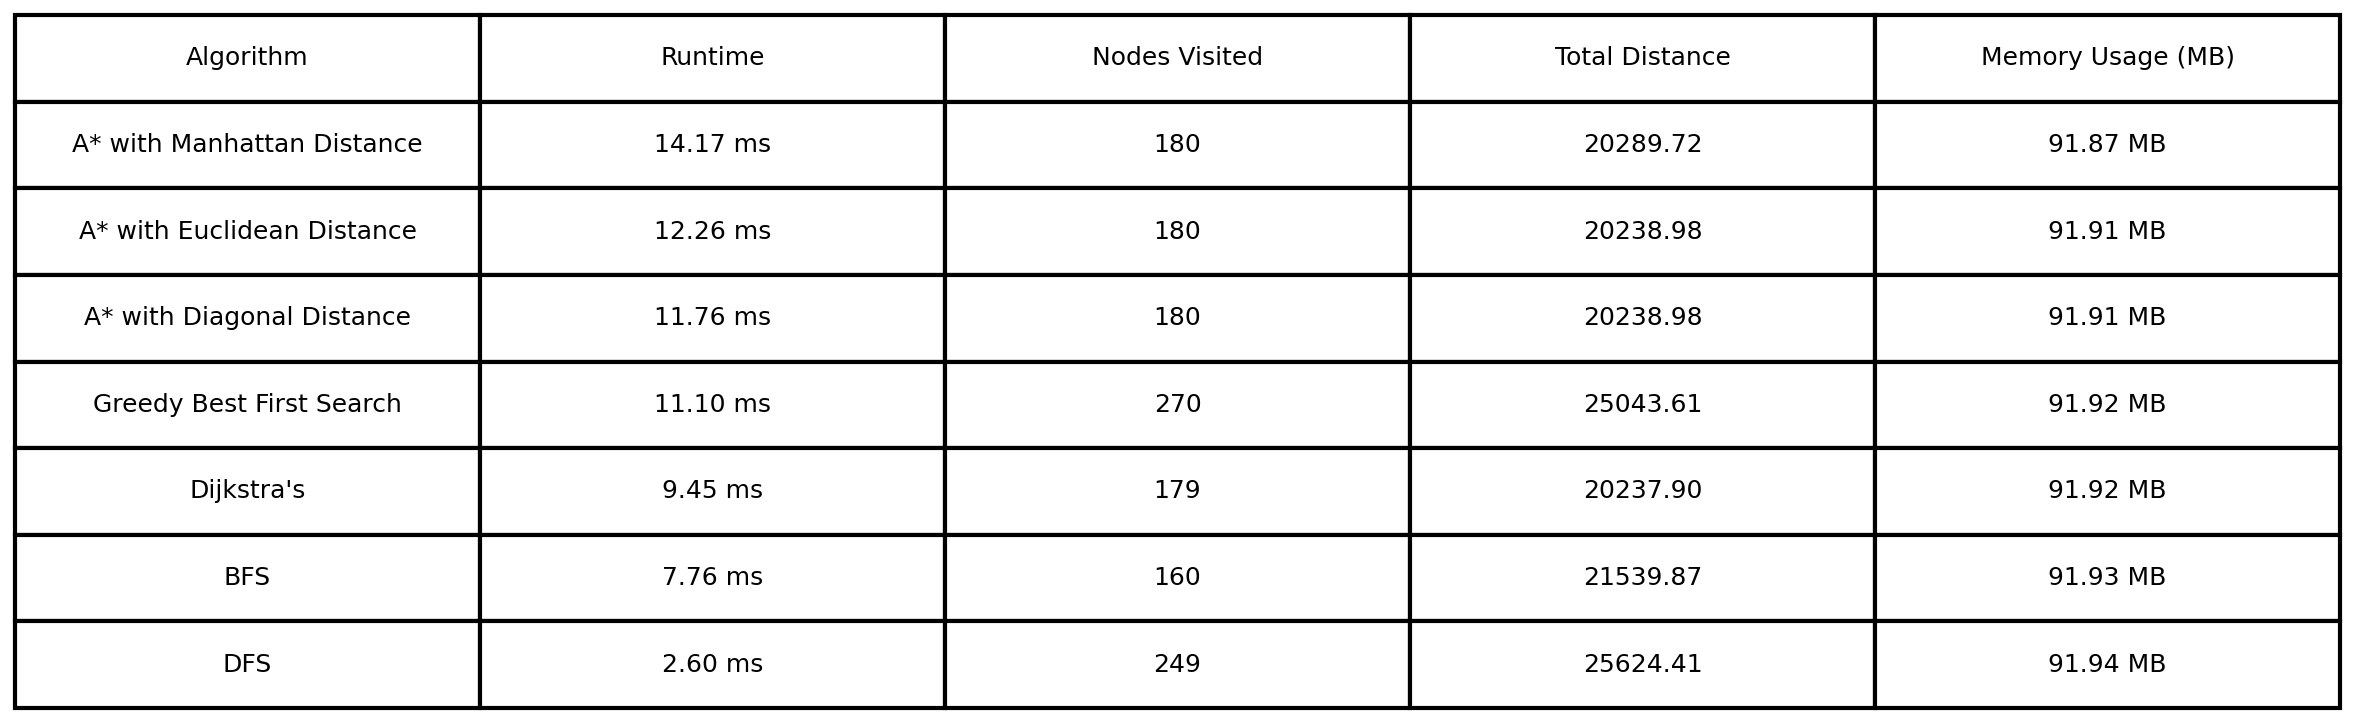 Algorithm Runtime Nodes Visited Total Distance Memory Usage (MB)
A* with Manhattan Distance 14.17 ms 180 20289.72 91.87 MB
A* with Euclidean Distance 12.26 ms 180 20238.98 91.91 MB
A* with Diagonal Distance 11.76 ms 180 20238.98 91.91 MB
Greedy Best First Search 11.10 ms 270 25043.61 91.92 MB
Dijkstra's 9.45 ms 179 20237.90 91.92 MB
BFS 7.76 ms 160 21539.87 91.93 MB
DFS 2.60 ms 249 25624.41 91.94 MB